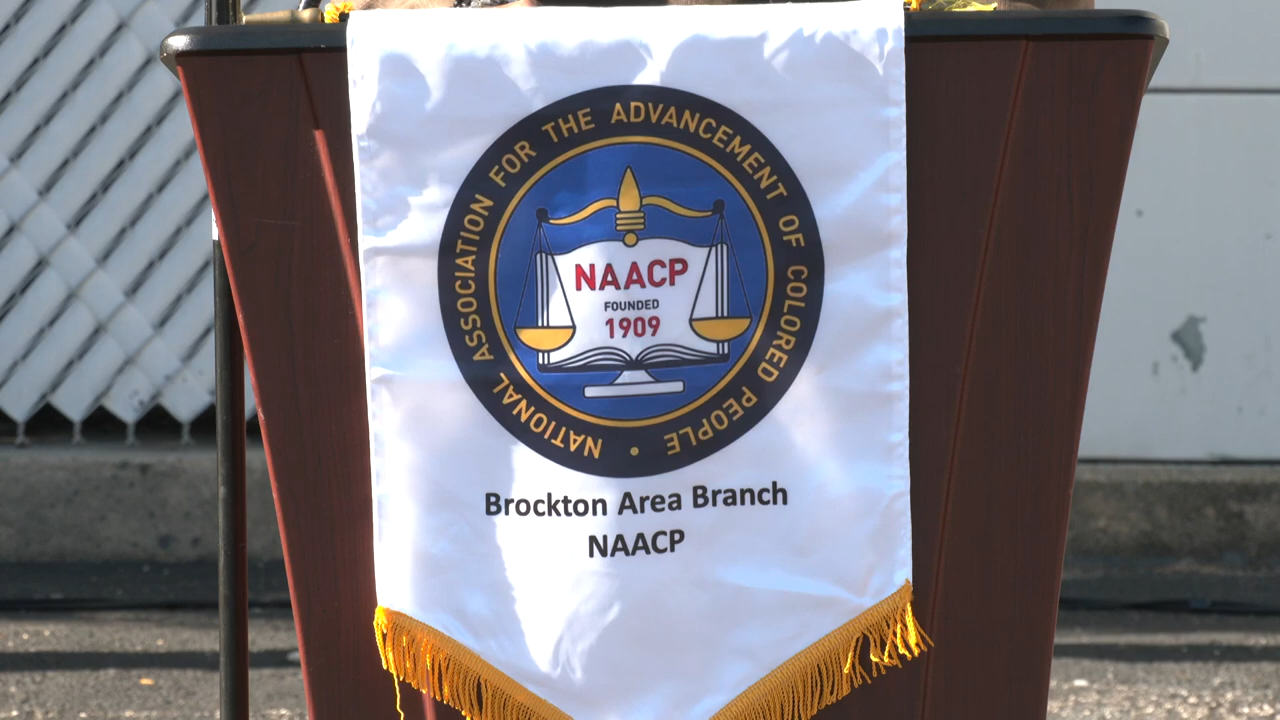 NATIONAL ASSOCIATION FOR THE ADVANCEMENT OF COLORED PEOPLE •
NAACP
FOUNDED
1909
Brockton Area Branch
NAACP